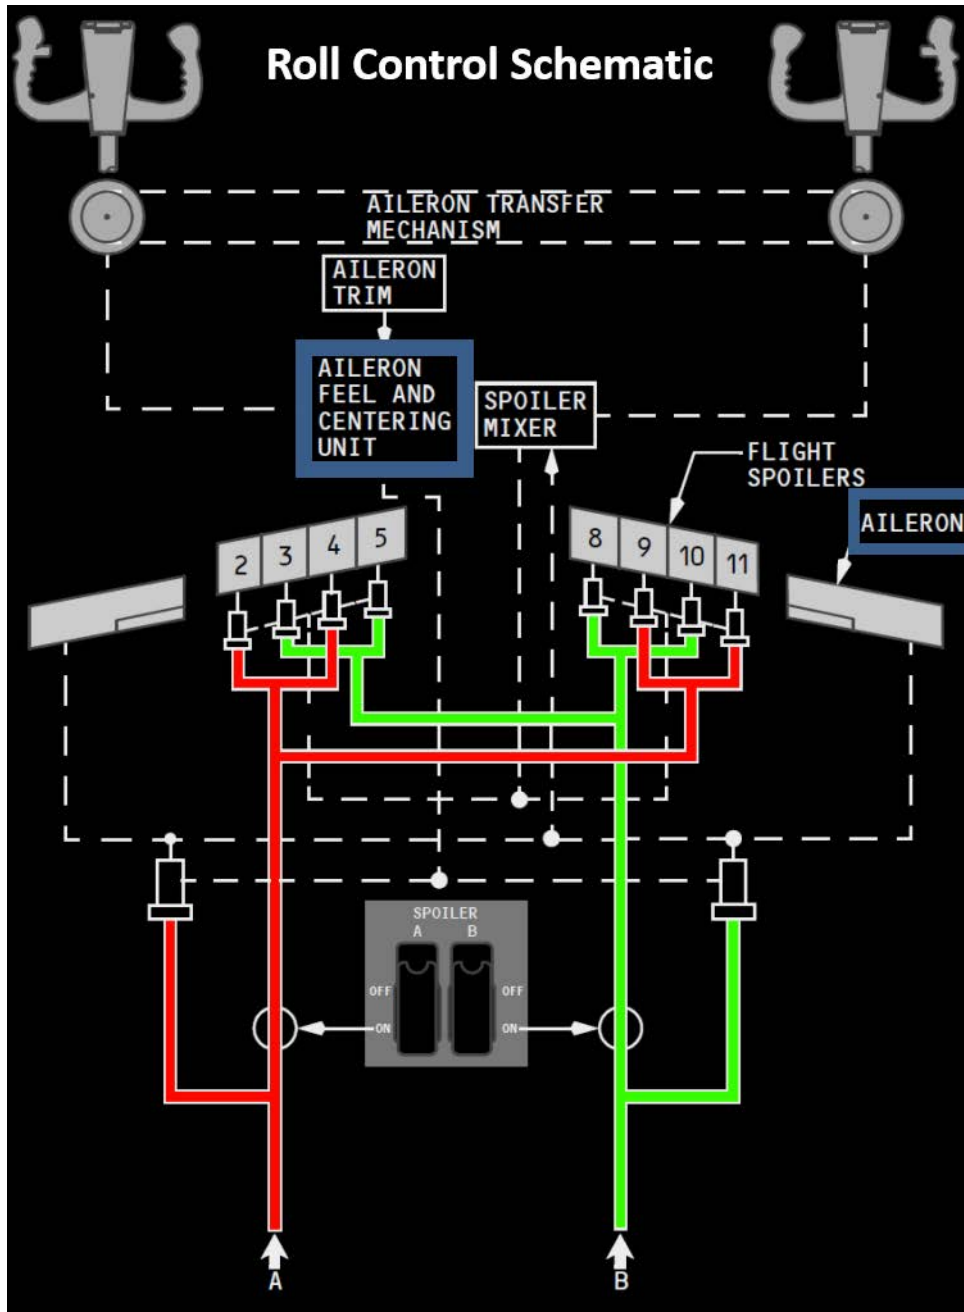 Roll Control Schematic
AILERON TRANSFER
MECHANISM
AILERON
TRIM
AILERON
FEEL AND
CENTERING
UNIT
SPOILER
MIXER
FLIGHT
SPOILERS
AILERON
2
3
4
5
8
9
10
11
SPOILER
A
B
OFF
OFF
ON
ON
A
B